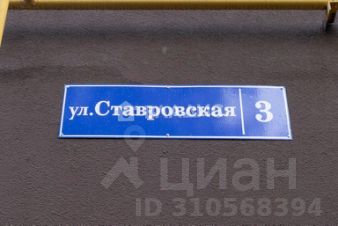 ул.Ставровская 3
циан
ID 310568394